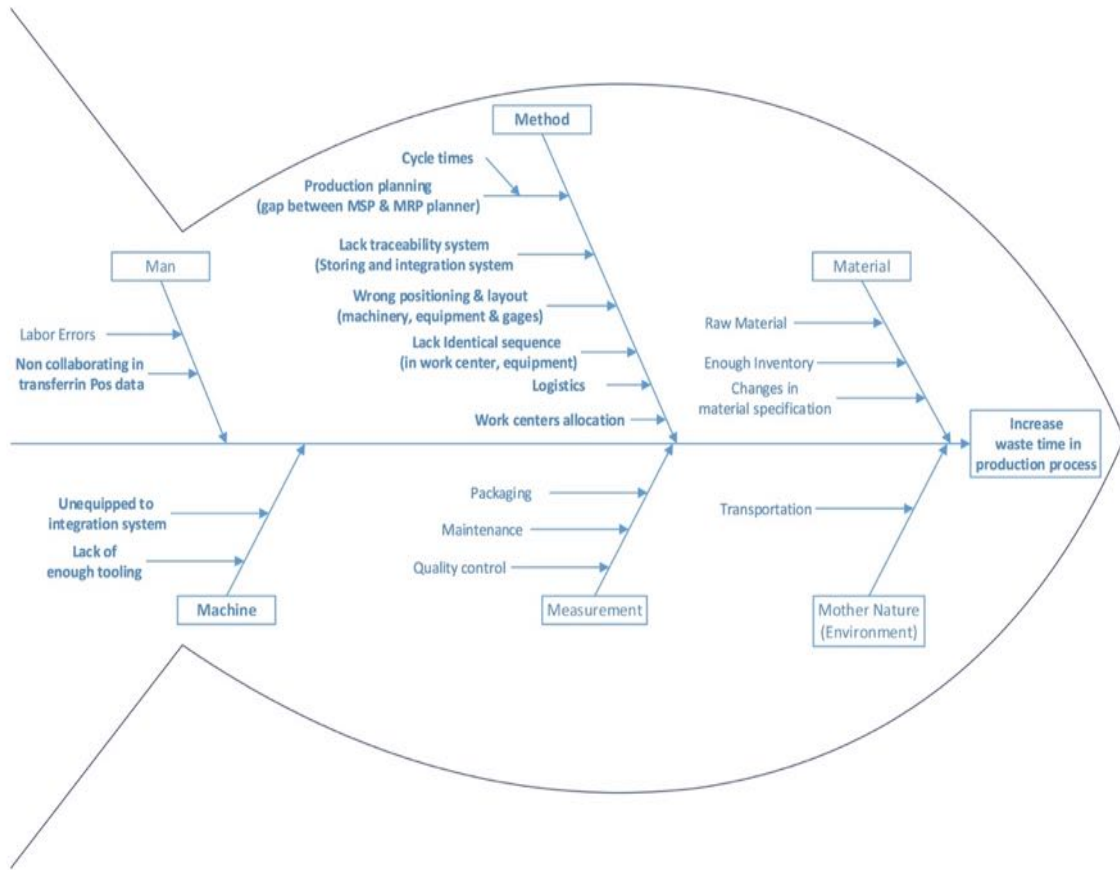 Method
Cycle times
Production planning
(gap between MSP & MRP planner)
Lack traceability system
(Storing and integration system
Wrong positioning & layout
(machinery, equipment & gages)
Lack Identical sequence
(in work center, equipment)
Logistics
Work centers allocation
Man
Labor Errors
Non collaborating in
transferrin Pos data
Material
Raw Material
Enough Inventory
Changes in
material specification
Increase
waste time in
production process
Unequipped to
integration system
Lack of
enough tooling
Machine
Packaging
Maintenance
Quality control
Measurement
Transportation
Mother Nature
(Environment)